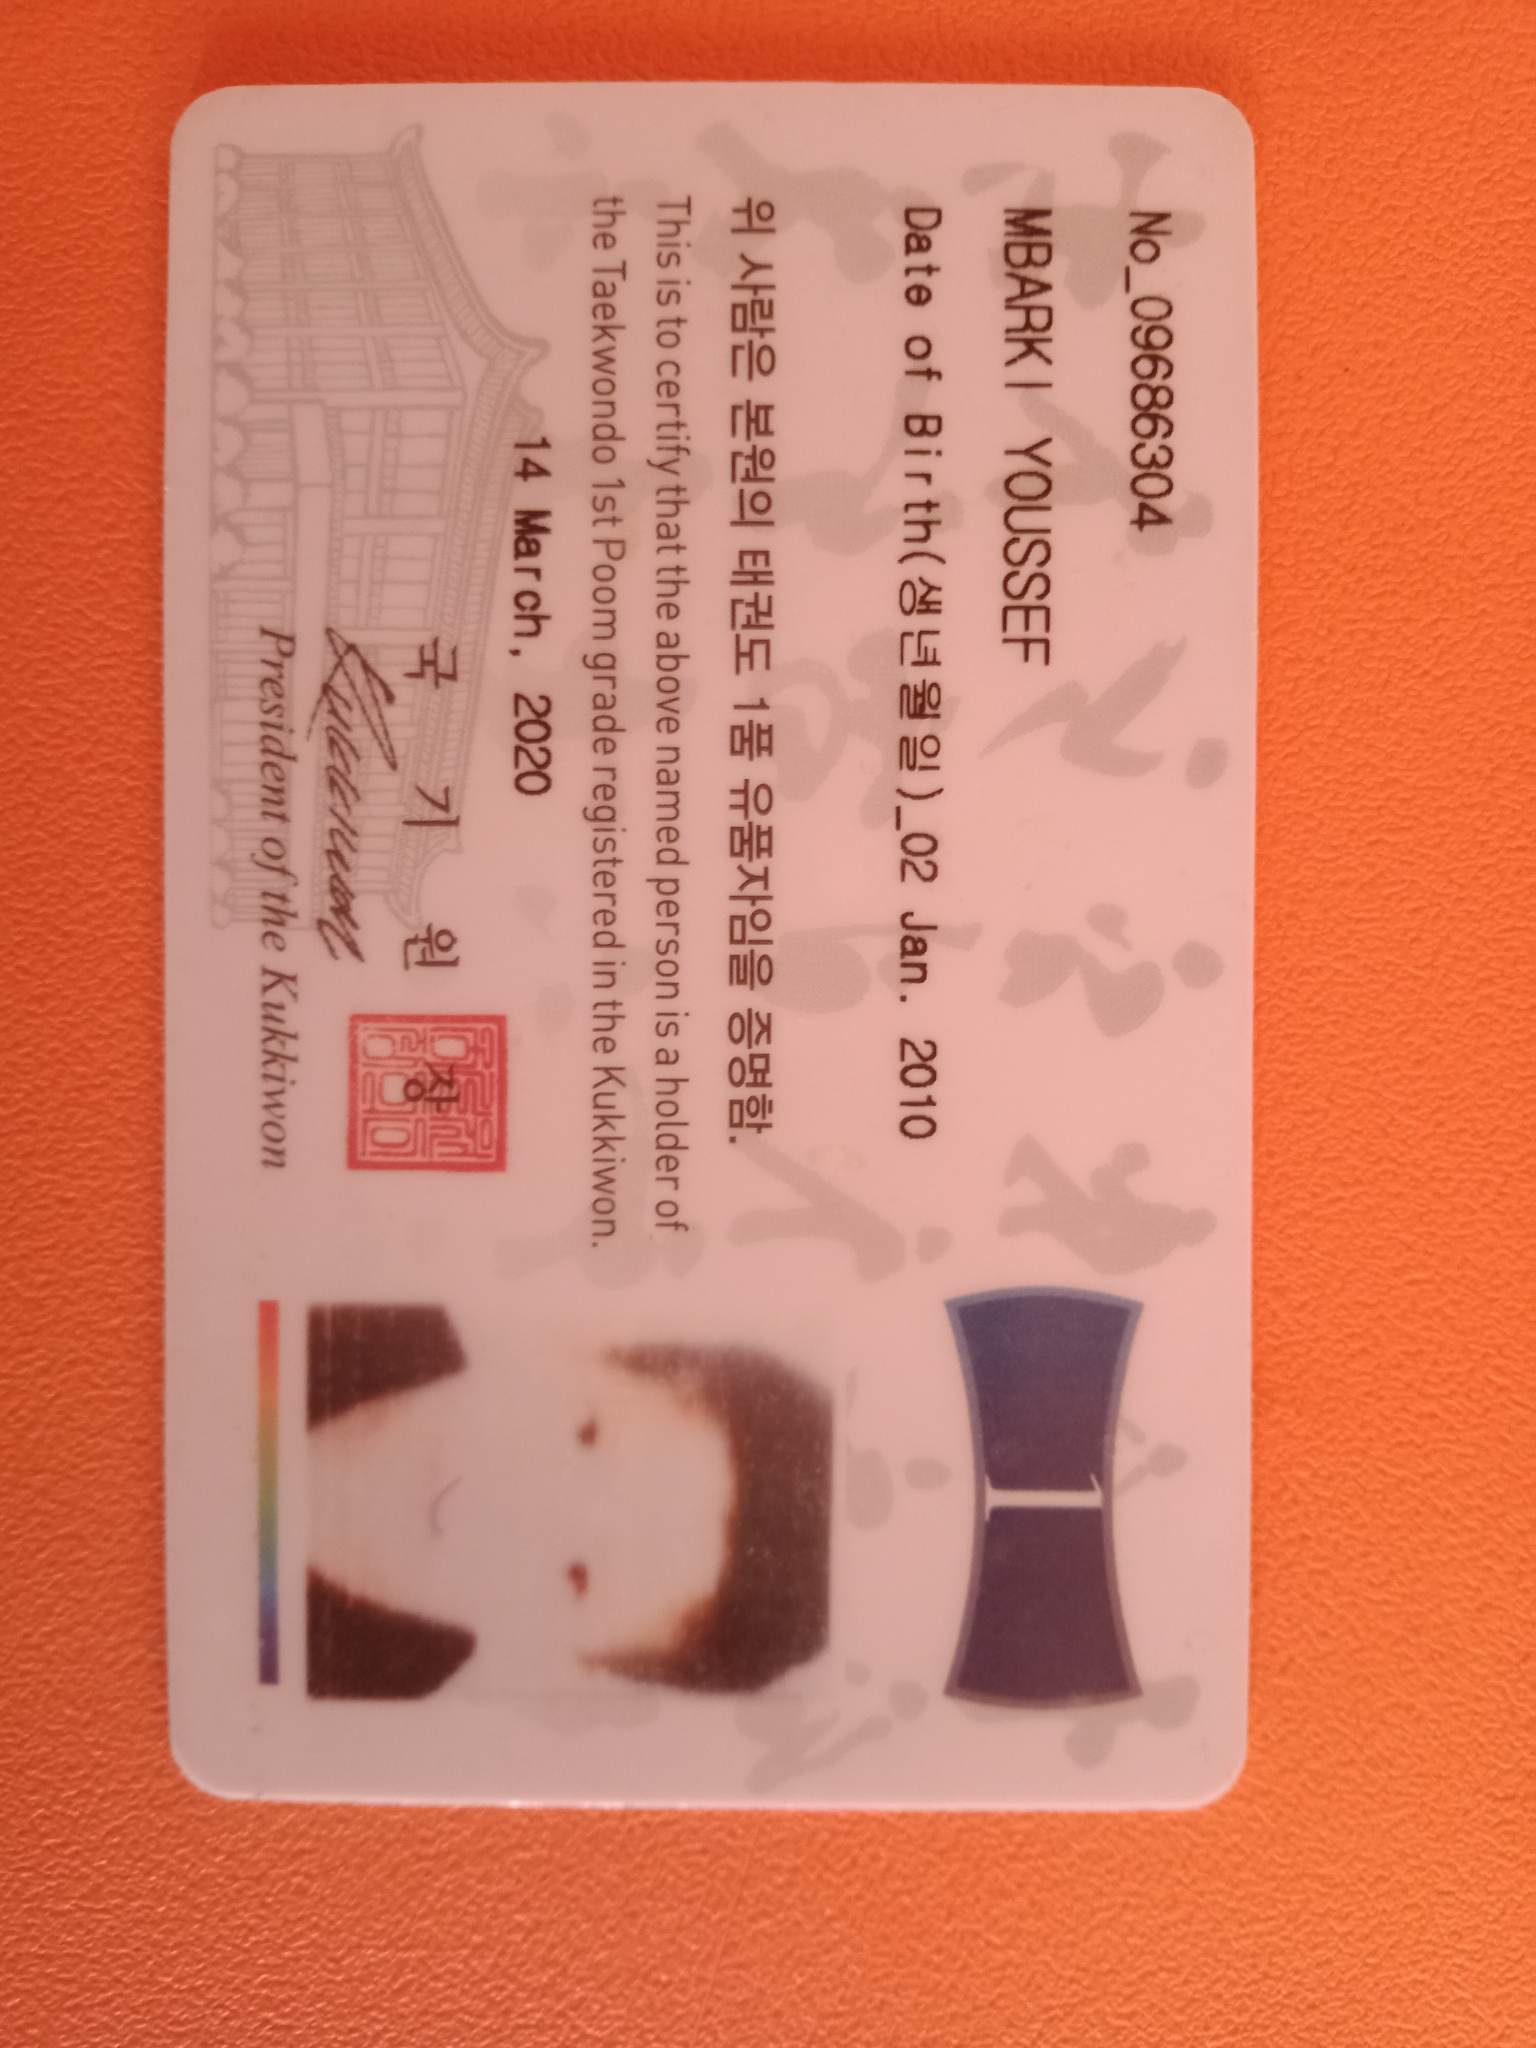 No_09686304
MBARKI YOUSSEF
Date of Birth(생년월일)_02 Jan. 2010
위 사람은 본원의 태권도 1품 유품자임을 증명함.
This is to certify that the above named person is a holder of
the Taekwondo 1st Poom grade registered in the Kukkiwon.
14 March, 2020
국 기 원 장
President of the Kukkiwon
1